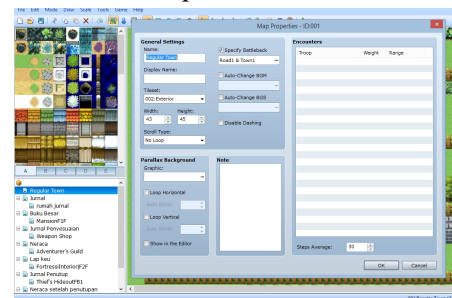 File Edit Mode Draw Scale Tools Game Help
Map Properties - ID:001
General Settings
Name:
Regular Town
Display Name:
Tileset:
002:Exterior
Width:
Height:
43
45
Scroll Type:
No Loop
Specify Battleback
Road1 & Town1
Auto-Change BGM
Auto-Change BGS
Disable Dashing
Parallax Background
Graphic:
Loop Horizontal
Auto Scroll:
Loop Vertical
Auto Scroll:
Show in the Editor
Note
Encounters
Troop
Weight
Range
Steps Average:
30
OK
Cancel
A B C D E
Regular Town
Jurnal
rumah jurnal
Buku Besar
MansionF1F
Jurnal Penyesuaian
Weapon Shop
Neraca
Adventurer's Guild
Lap keu
FortressInteriorF2F
Jurnal Penutup
Thief's HideoutFB1
Neraca setelah penutupan